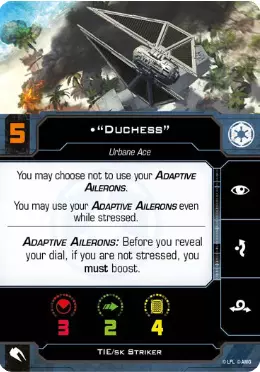 5
•"Duchess"
Urbane Ace
You may choose not to use your Adaptive
Ailerons.
You may use your Adaptive Ailerons even
while stressed.
Adaptive Ailerons: Before you reveal
your dial, if you are not stressed, you
must boost.
3 2 4
TIE/sk Striker
© LFL © AMG